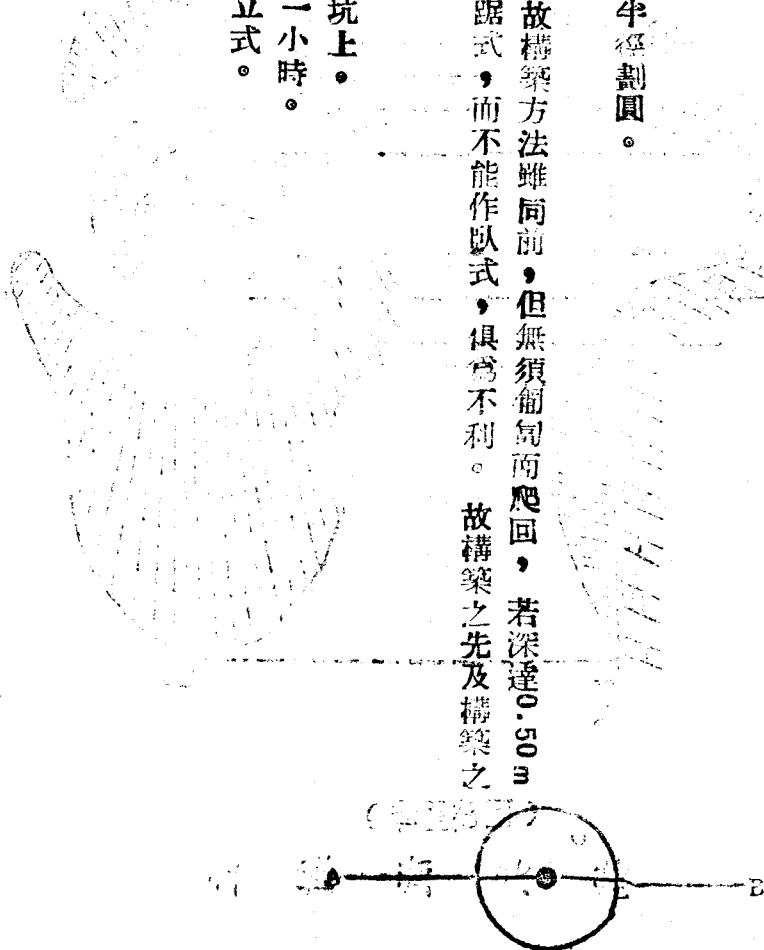 半徑劃圓。
故構築方法雖同前，但無須匍匐而爬回，若深達0.50m
踞式，而不能作臥式，俱為不利。故構築之先及構築之
坑上。
一小時。
立式。
B